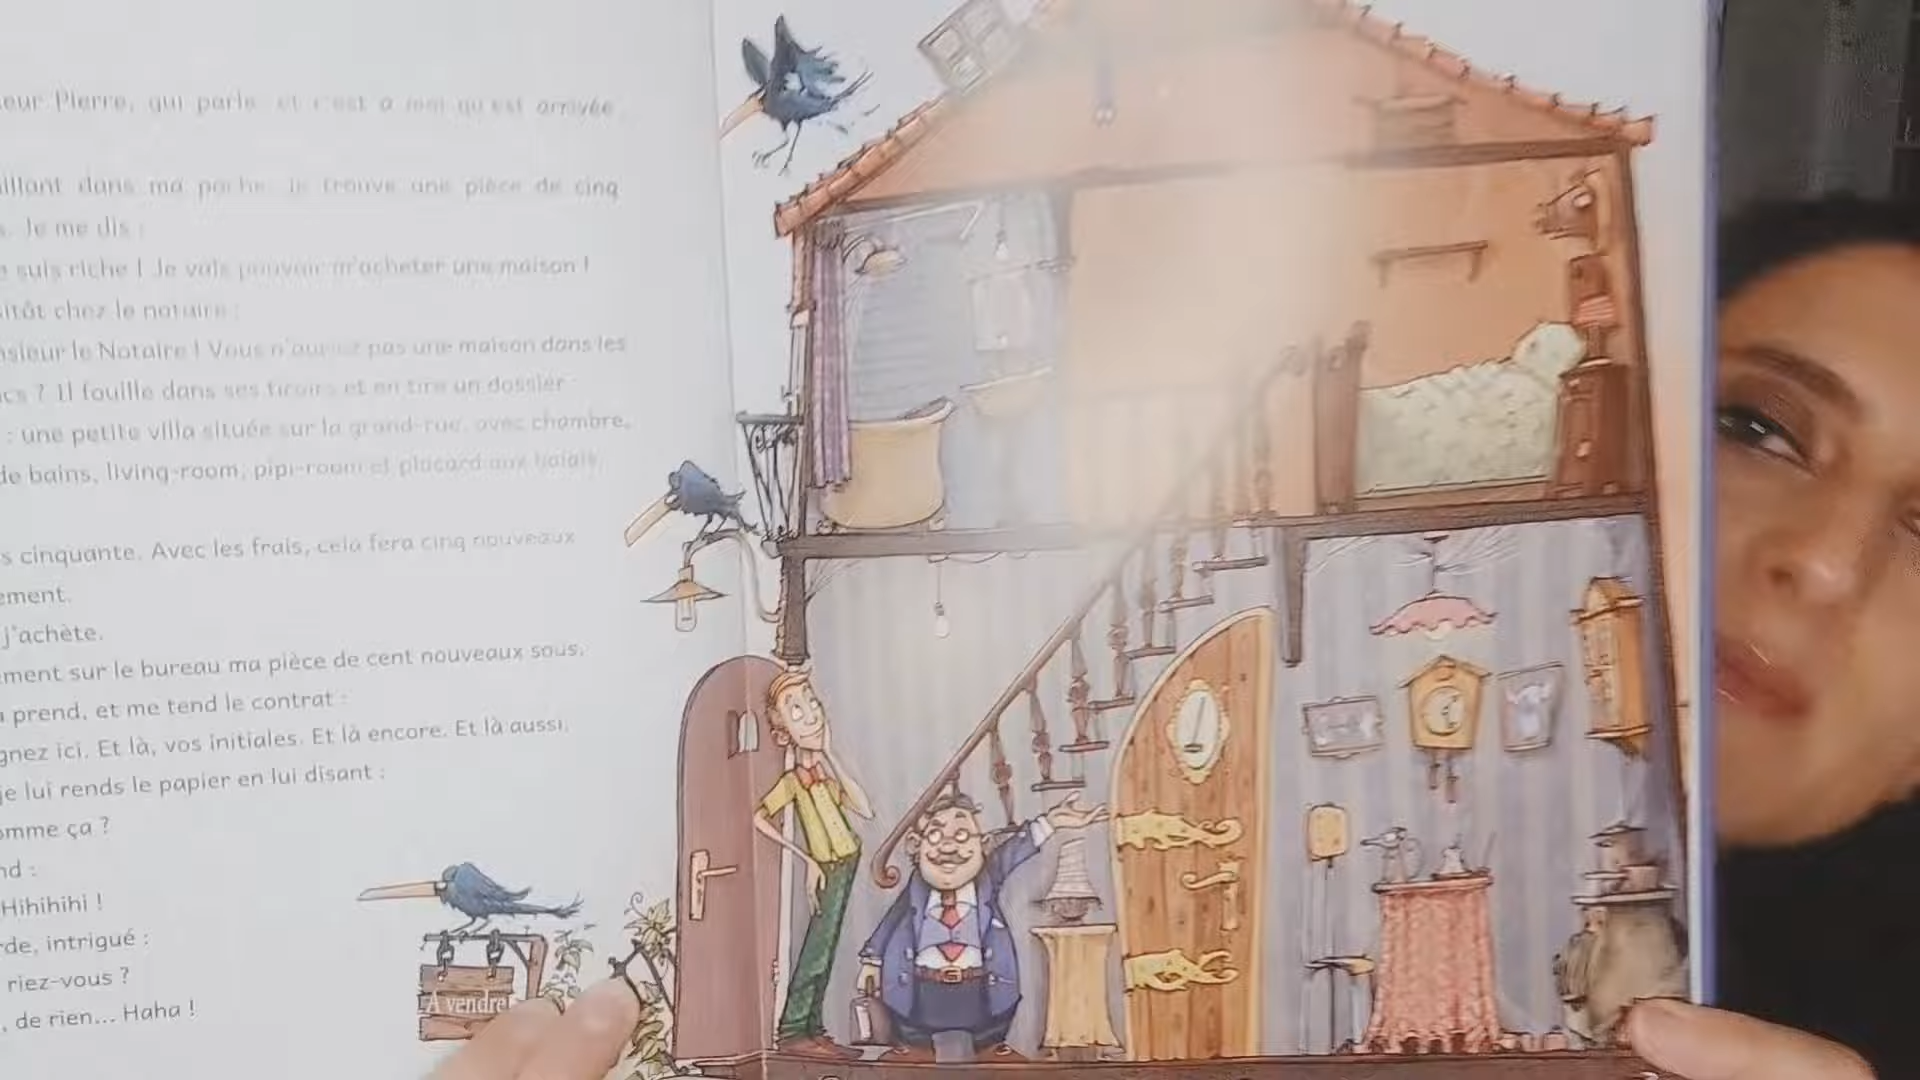 eur Pierre, qui parle, et c'est à moi qu'est arrivée
illant dans ma poche, je trouve une pièce de cinq
s. Je me dis :
e suis riche ! Je vais pouvoir m'acheter une maison !
sitôt chez le notaire :
nsieur le Notaire ! Vous n'auriez pas une maison dans les
cs ? Il fouille dans ses tiroirs et en tire un dossier :
: une petite villa située sur la grand-rue, avec chambre,
de bains, living-room, pipi-room et placard aux balais.
s cinquante. Avec les frais, cela fera cinq nouveaux
ement.
j'achète.
ment sur le bureau ma pièce de cent nouveaux sous.
a prend, et me tend le contrat :
gnez ici. Et là, vos initiales. Et là encore. Et là aussi.
je lui rends le papier en lui disant :
omme ça ?
nd :
Hihihihi !
rde, intrigué :
riez-vous ?
, de rien... Haha !
A vendre